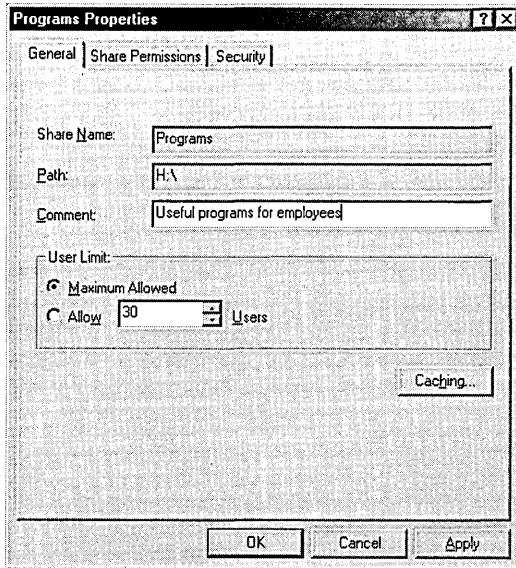 Programs Properties
General Share Permissions Security
Share Name: Programs
Path: H:\
Comment: Useful programs for employees
User Limit:
Maximum Allowed
Allow 30 Users
Caching...
OK Cancel Apply